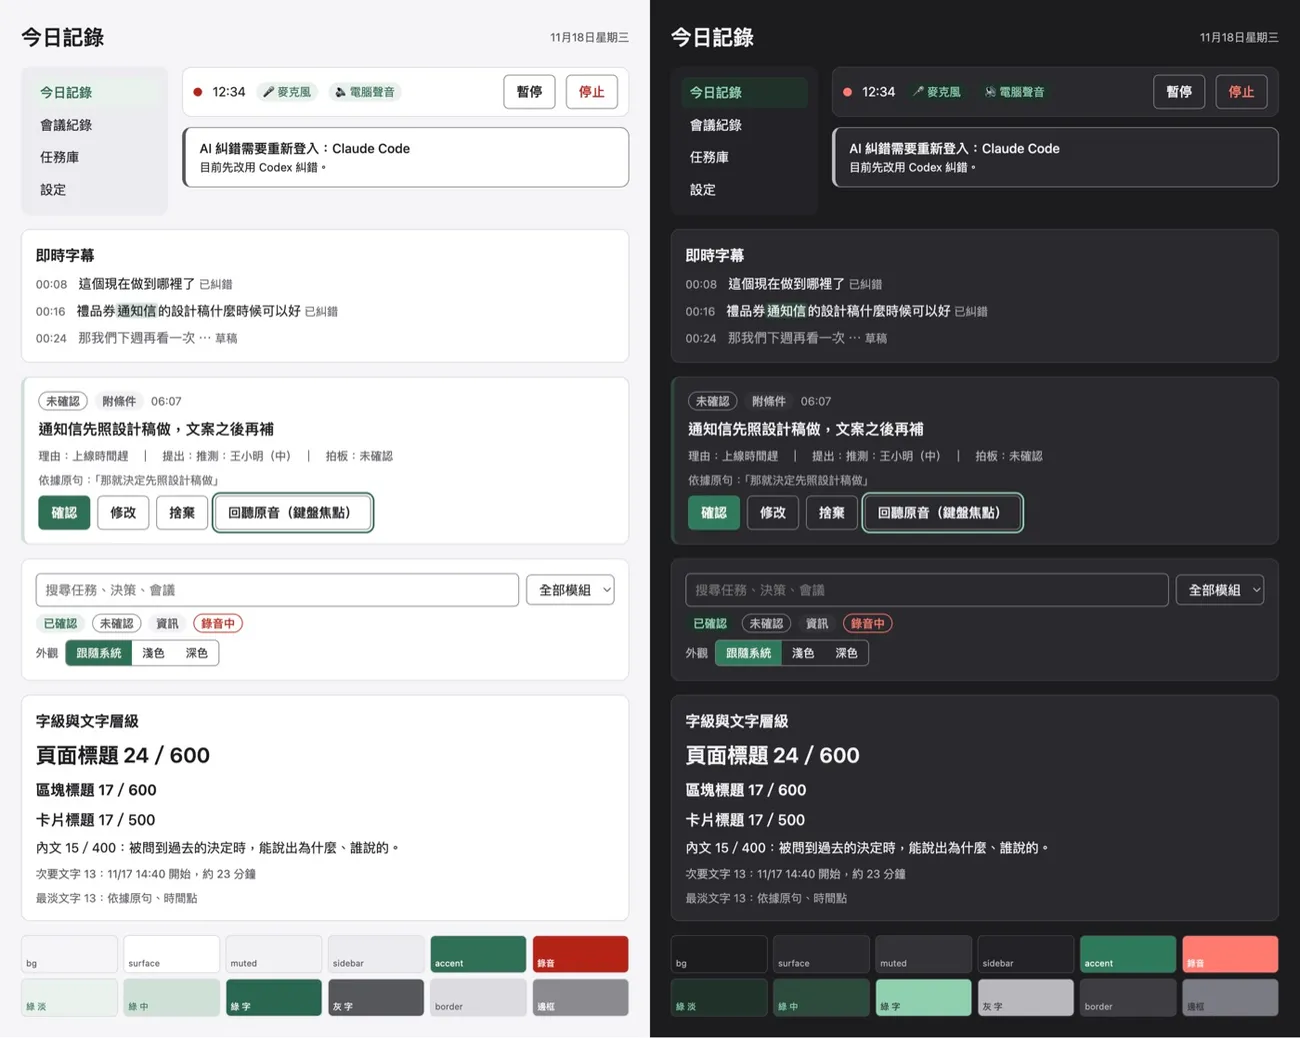 今日記錄
11月18日星期三
今日記錄
會議紀錄
任務庫
設定
12:34 麥克風 電腦聲音 暫停 停止
AI 糾錯需要重新登入：Claude Code
目前先改用 Codex 糾錯。
即時字幕
00:08 這個現在做到哪裡了 已糾錯
00:16 禮品券通知信的設計稿什麼時候可以好 已糾錯
00:24 那我們下週再看一次 ⋯ 草稿
未確認 附條件 06:07
通知信先照設計稿做，文案之後再補
理由：上線時間趕 | 提出：推測：王小明（中） | 拍板：未確認
依據原句：「那就決定先照設計稿做」
確認 修改 捨棄 回聽原音（鍵盤焦點）
搜尋任務、決策、會議 全部模組
已確認 未確認 資訊 錄音中
外觀 跟隨系統 淺色 深色
字級與文字層級
頁面標題 24 / 600
區塊標題 17 / 600
卡片標題 17 / 500
內文 15 / 400：被問到過去的決定時，能說出為什麼、誰說的。
次要文字 13：11/17 14:40 開始，約 23 分鐘
最淡文字 13：依據原句、時間點
bg surface muted sidebar accent 錄音
綠 淡 綠 中 綠 字 灰 字 border 邊框
今日記錄
11月18日星期三
今日記錄
會議紀錄
任務庫
設定
12:34 麥克風 電腦聲音 暫停 停止
AI 糾錯需要重新登入：Claude Code
目前先改用 Codex 糾錯。
即時字幕
00:08 這個現在做到哪裡了 已糾錯
00:16 禮品券通知信的設計稿什麼時候可以好 已糾錯
00:24 那我們下週再看一次 ⋯ 草稿
未確認 附條件 06:07
通知信先照設計稿做，文案之後再補
理由：上線時間趕 | 提出：推測：王小明（中） | 拍板：未確認
依據原句：「那就決定先照設計稿做」
確認 修改 捨棄 回聽原音（鍵盤焦點）
搜尋任務、決策、會議 全部模組
已確認 未確認 資訊 錄音中
外觀 跟隨系統 淺色 深色
字級與文字層級
頁面標題 24 / 600
區塊標題 17 / 600
卡片標題 17 / 500
內文 15 / 400：被問到過去的決定時，能說出為什麼、誰說的。
次要文字 13：11/17 14:40 開始，約 23 分鐘
最淡文字 13：依據原句、時間點
bg surface muted sidebar accent 錄音
綠 淡 綠 中 綠 字 灰 字 border 邊框